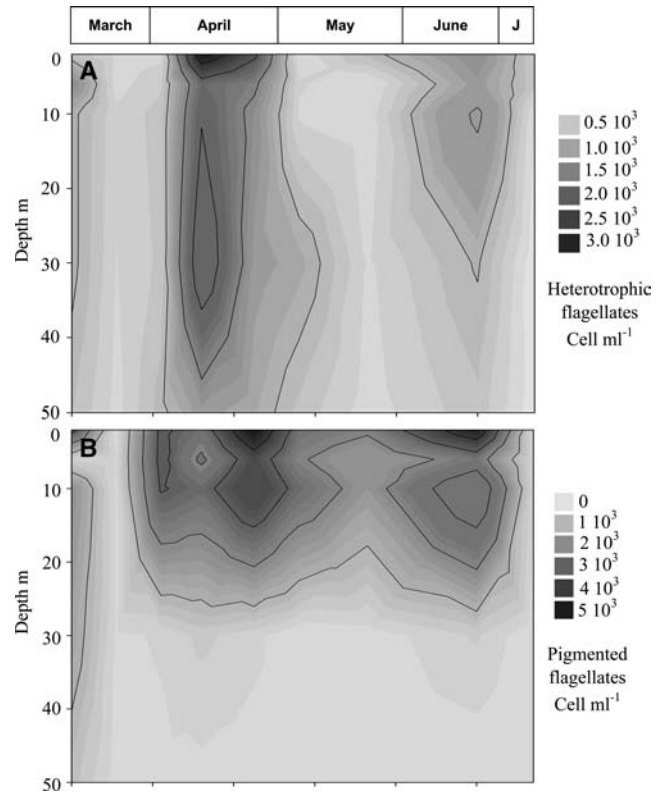 March April May June J
A
0
10
20
30
40
50
Depth m
0.5 10³
1.0 10³
1.5 10³
2.0 10³
2.5 10³
3.0 10³
Heterotrophic
flagellates
Cell ml⁻¹
B
0
10
20
30
40
50
Depth m
0
1 10³
2 10³
3 10³
4 10³
5 10³
Pigmented
flagellates
Cell ml⁻¹